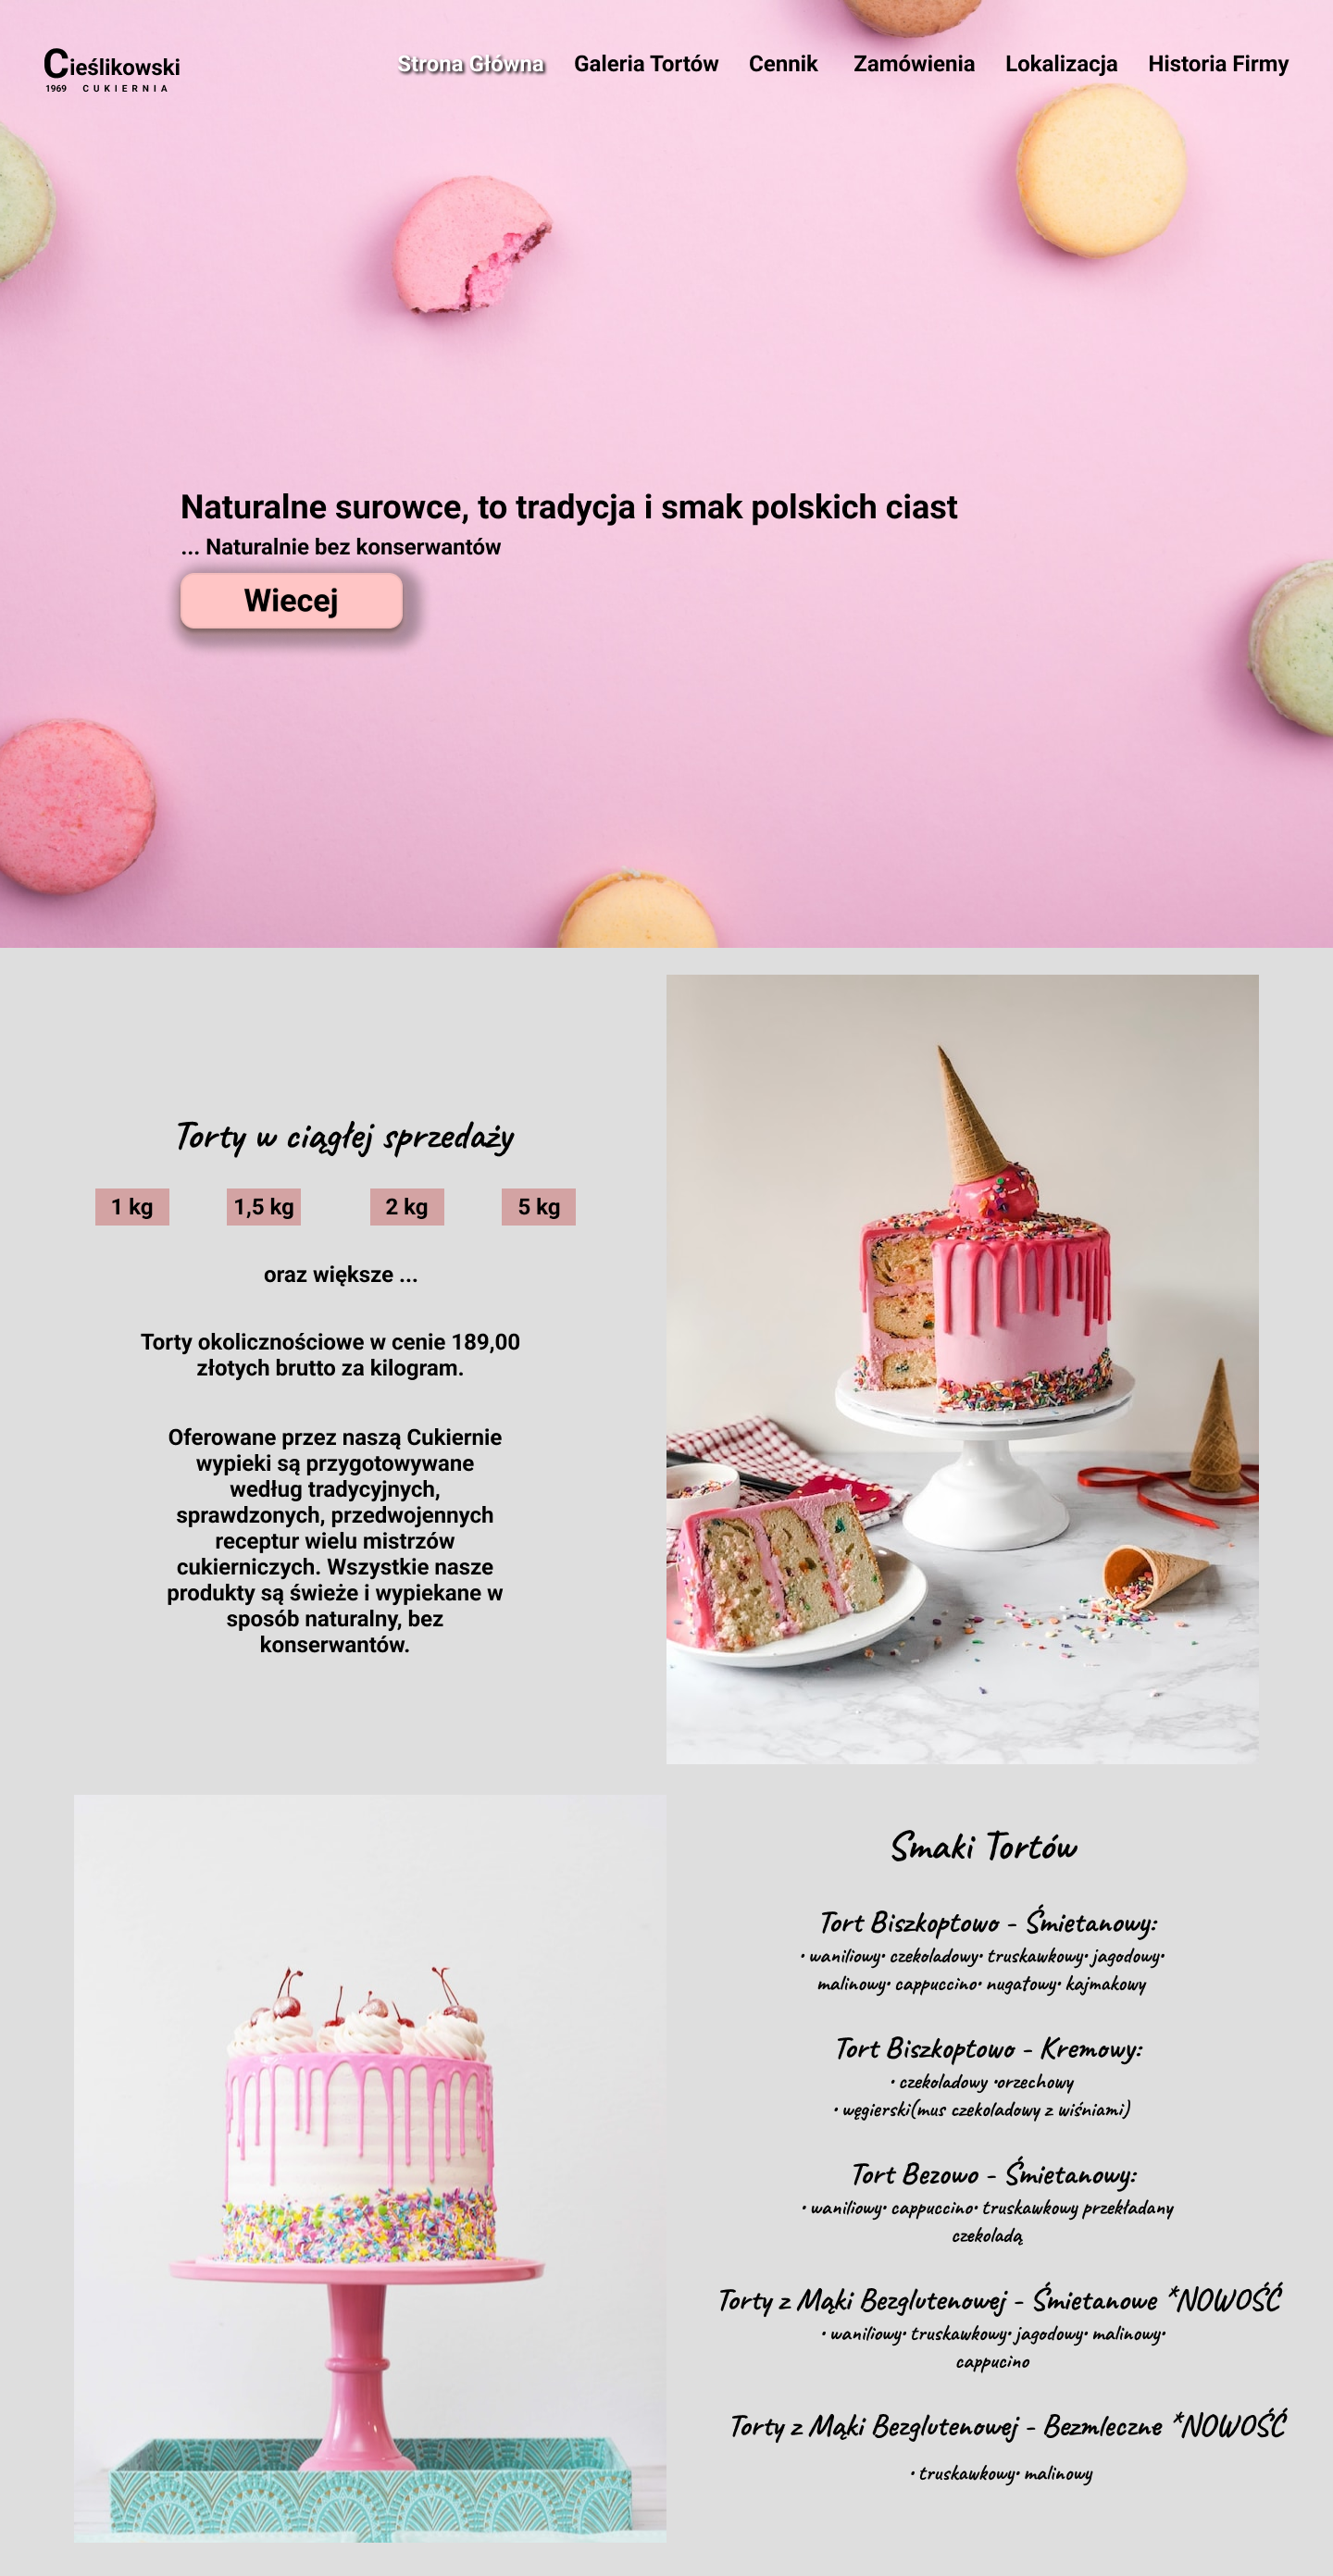 Cieślikowski
1969 CUKIERNIA
Strona Główna Galeria Tortów Cennik Zamówienia Lokalizacja Historia Firmy
Naturalne surowce, to tradycja i smak polskich ciast
... Naturalnie bez konserwantów
Wiecej
Torty w ciągłej sprzedaży
1 kg 1,5 kg 2 kg 5 kg
oraz większe ...
Torty okolicznościowe w cenie 189,00
złotych brutto za kilogram.
Oferowane przez naszą Cukiernie
wypieki są przygotowywane
według tradycyjnych,
sprawdzonych, przedwojennych
receptur wielu mistrzów
cukierniczych. Wszystkie nasze
produkty są świeże i wypiekane w
sposób naturalny, bez
konserwantów.
Smaki Tortów
Tort Biszkoptowo - Śmietanowy:
• waniliowy• czekoladowy• truskawkowy• jagodowy•
malinowy• cappuccino• nugatowy• kajmakowy
Tort Biszkoptowo - Kremowy:
• czekoladowy •orzechowy
• węgierski(mus czekoladowy z wiśniami)
Tort Bezowo - Śmietanowy:
• waniliowy• cappuccino• truskawkowy przekładany
czekoladą
Torty z Mąki Bezglutenowej - Śmietanowe *NOWOŚĆ
• waniliowy• truskawkowy• jagodowy• malinowy•
cappucino
Torty z Mąki Bezglutenowej - Bezmleczne *NOWOŚĆ
• truskawkowy• malinowy